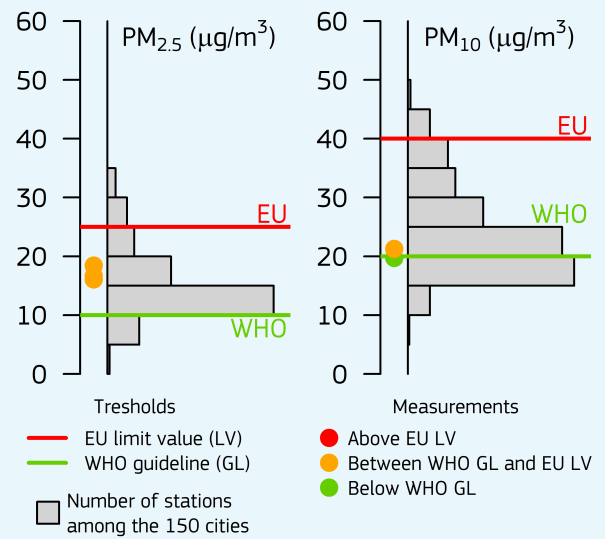 PM2.5 (μg/m3)
60
50
40
30
20
10
0
EU
WHO
PM10 (μg/m3)
60
50
40
30
20
10
0
EU
WHO
Tresholds
EU limit value (LV)
WHO guideline (GL)
Number of stations
among the 150 cities
Measurements
Above EU LV
Between WHO GL and EU LV
Below WHO GL